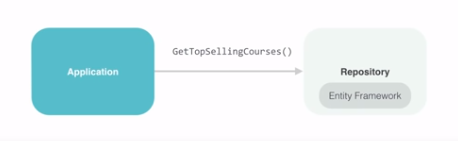 GetTopSellingCourses()
Application
Repository
Entity Framework